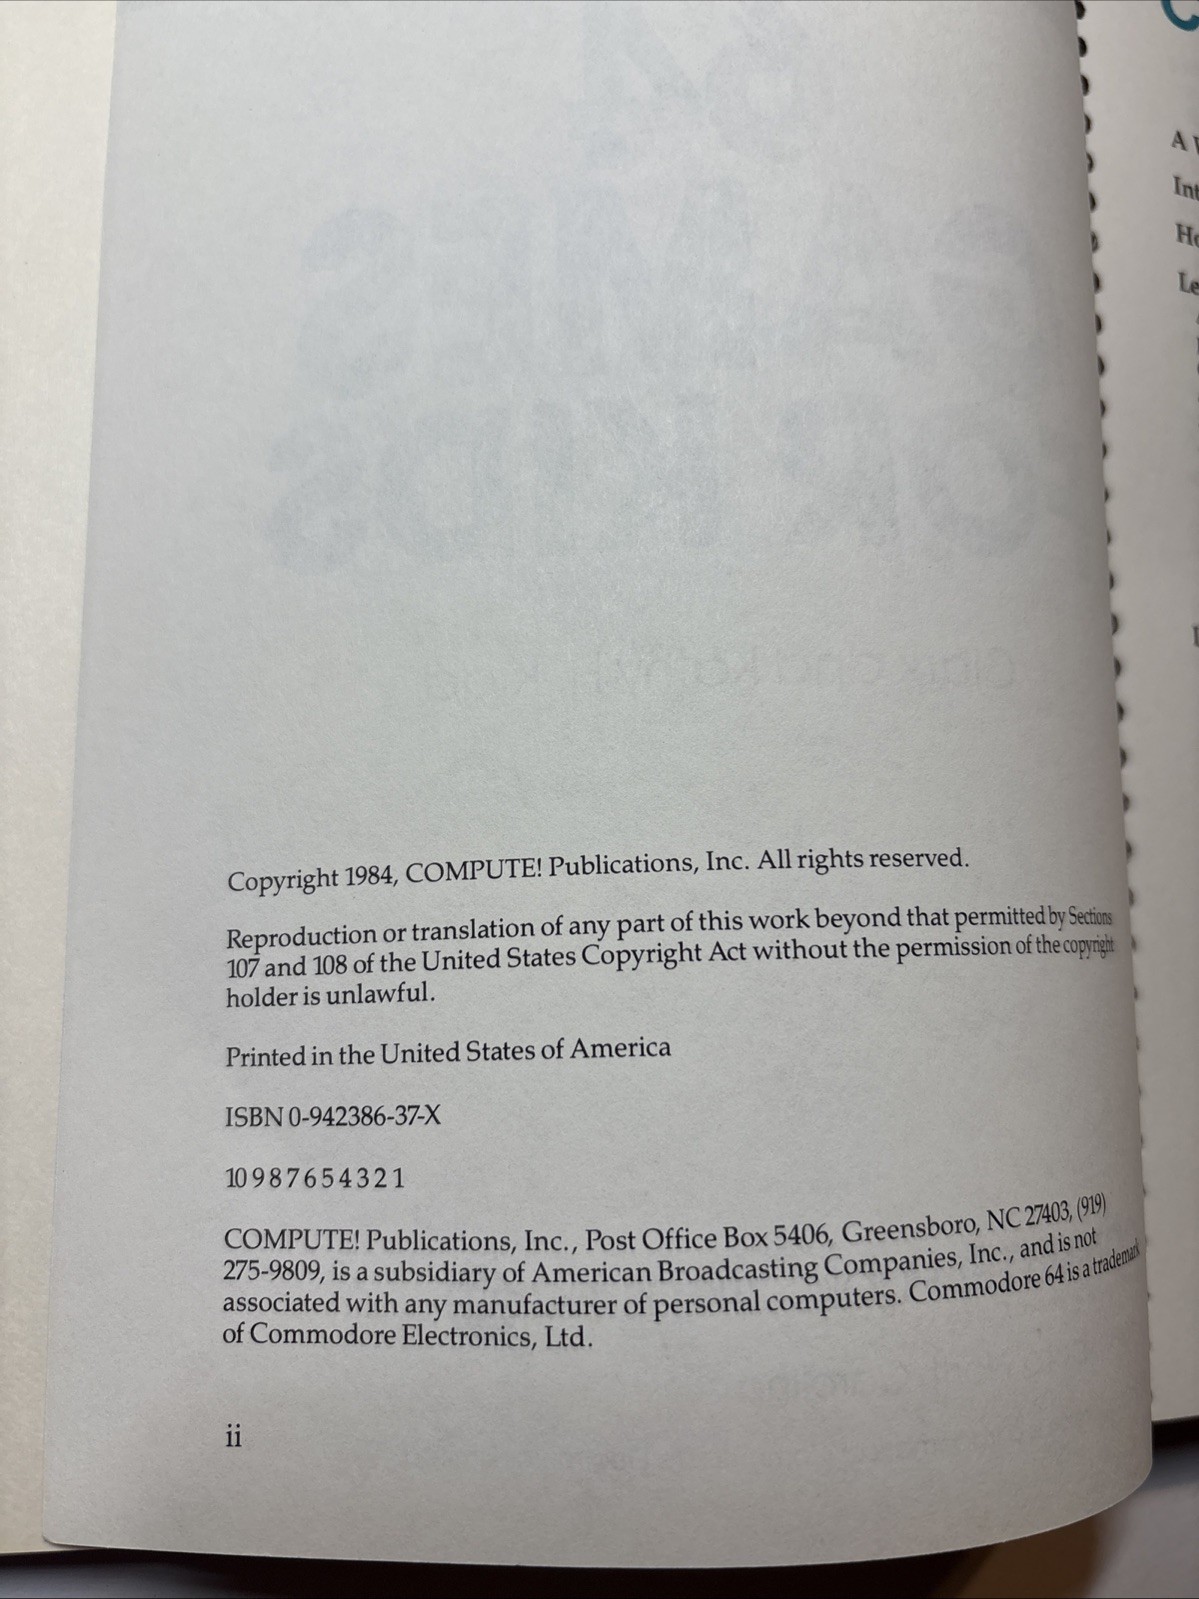 Copyright 1984, COMPUTE! Publications, Inc. All rights reserved.
Reproduction or translation of any part of this work beyond that permitted by Sections
107 and 108 of the United States Copyright Act without the permission of the copyright
holder is unlawful.
Printed in the United States of America
ISBN 0-942386-37-X
10 9 8 7 6 5 4 3 2 1
COMPUTE! Publications, Inc., Post Office Box 5406, Greensboro, NC 27403, (919)
275-9809, is a subsidiary of American Broadcasting Companies, Inc., and is not
associated with any manufacturer of personal computers. Commodore 64 is a trademark
of Commodore Electronics, Ltd.
ii